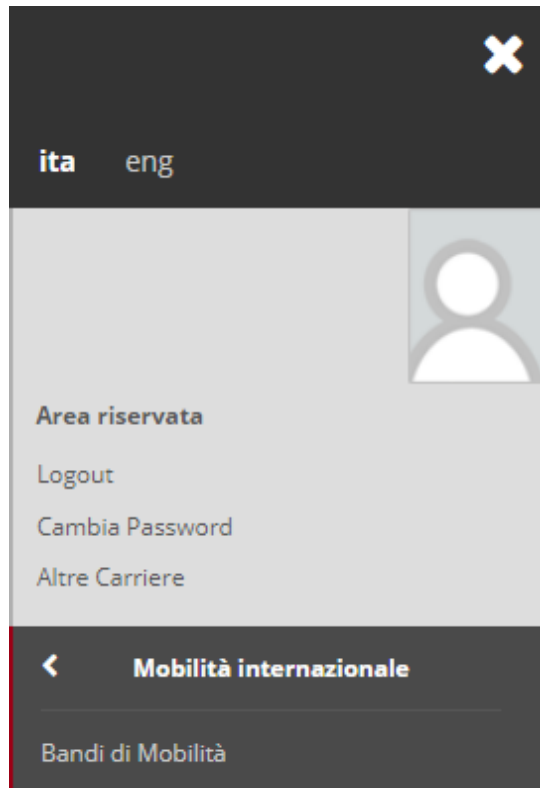 ita eng
Area riservata
Logout
Cambia Password
Altre Carriere
Mobilità internazionale
Bandi di Mobilità